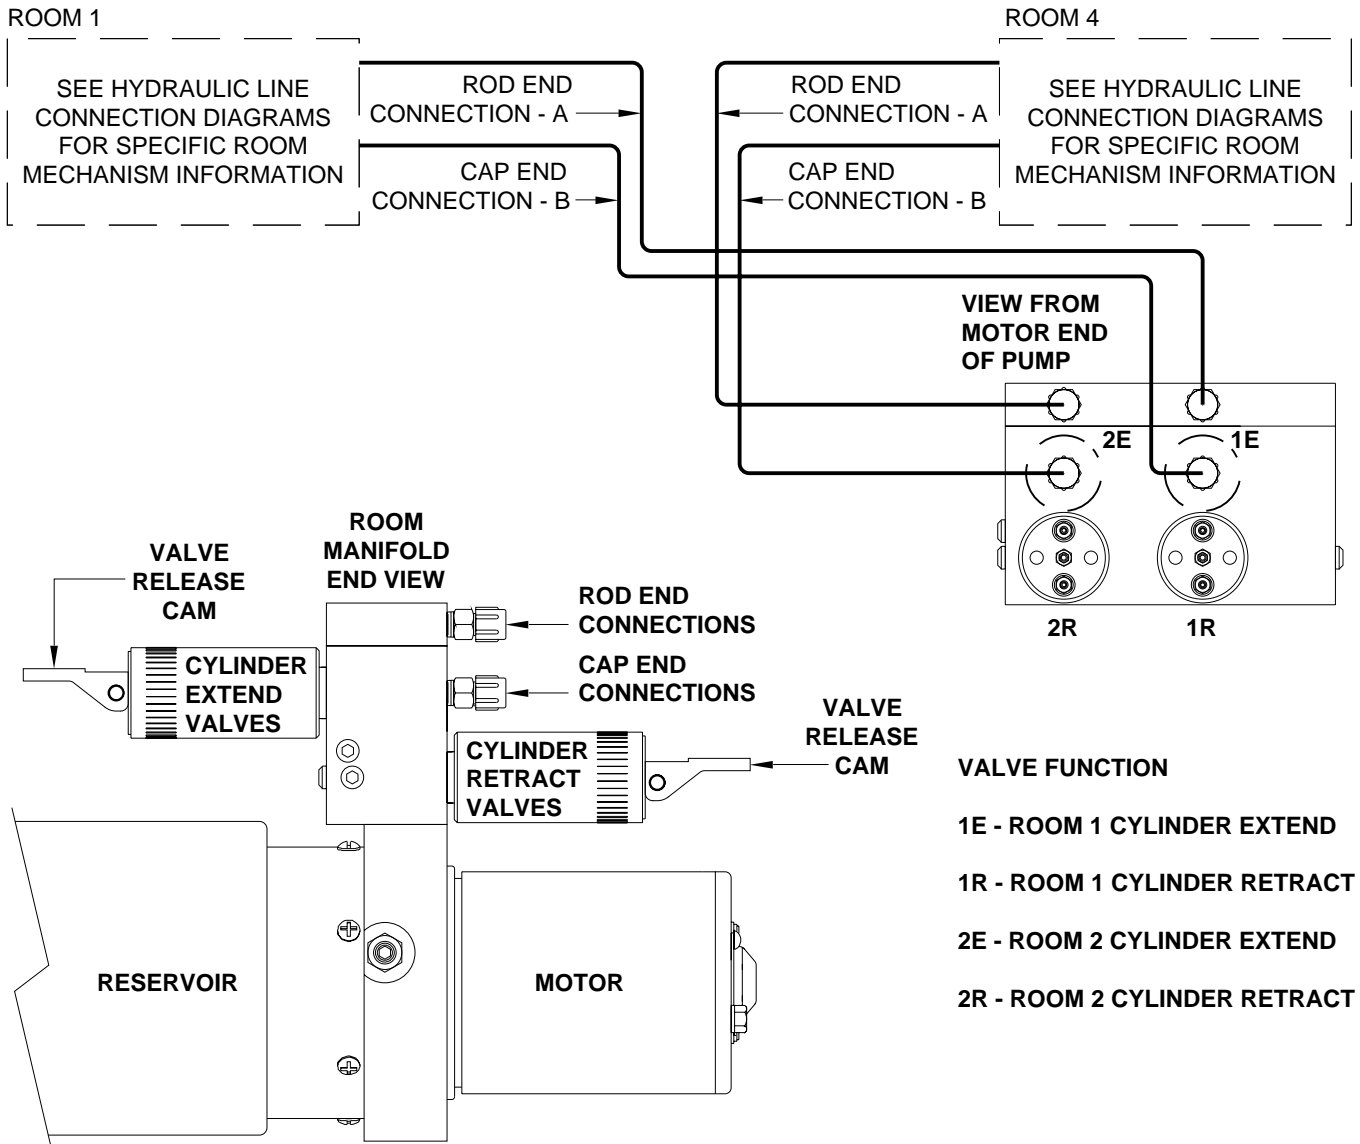 ROOM 1
SEE HYDRAULIC LINE
CONNECTION DIAGRAMS
FOR SPECIFIC ROOM
MECHANISM INFORMATION
ROD END
CONNECTION - A
CAP END
CONNECTION - B
ROD END
CONNECTION - A
CAP END
CONNECTION - B
ROOM 4
SEE HYDRAULIC LINE
CONNECTION DIAGRAMS
FOR SPECIFIC ROOM
MECHANISM INFORMATION
VIEW FROM
MOTOR END
OF PUMP
2E
1E
2R
1R
VALVE
RELEASE
CAM
ROOM
MANIFOLD
END VIEW
ROD END
CONNECTIONS
CAP END
CONNECTIONS
CYLINDER
EXTEND
VALVES
CYLINDER
RETRACT
VALVES
VALVE
RELEASE
CAM
RESERVOIR
MOTOR
VALVE FUNCTION
1E - ROOM 1 CYLINDER EXTEND
1R - ROOM 1 CYLINDER RETRACT
2E - ROOM 2 CYLINDER EXTEND
2R - ROOM 2 CYLINDER RETRACT